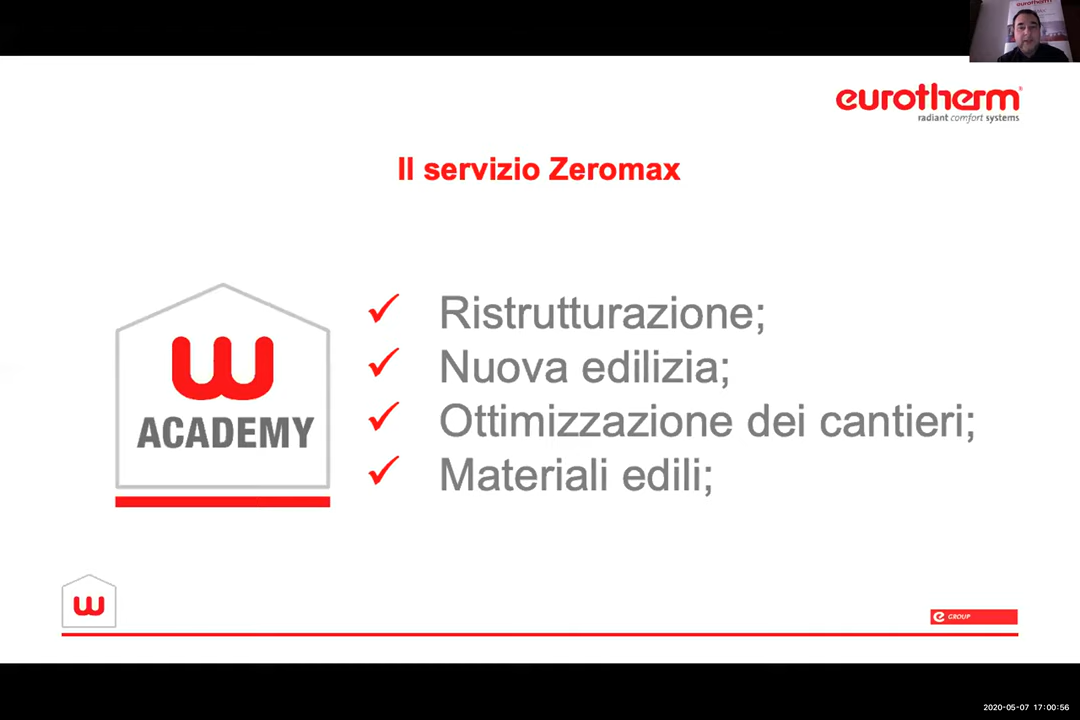 eurotherm
eurotherm®
radiant comfort systems
Il servizio Zeromax
✓ Ristrutturazione;
✓ Nuova edilizia;
✓ Ottimizzazione dei cantieri;
✓ Materiali edili;
W
ACADEMY
W
e GROUP
2020-05-07 17:00:56